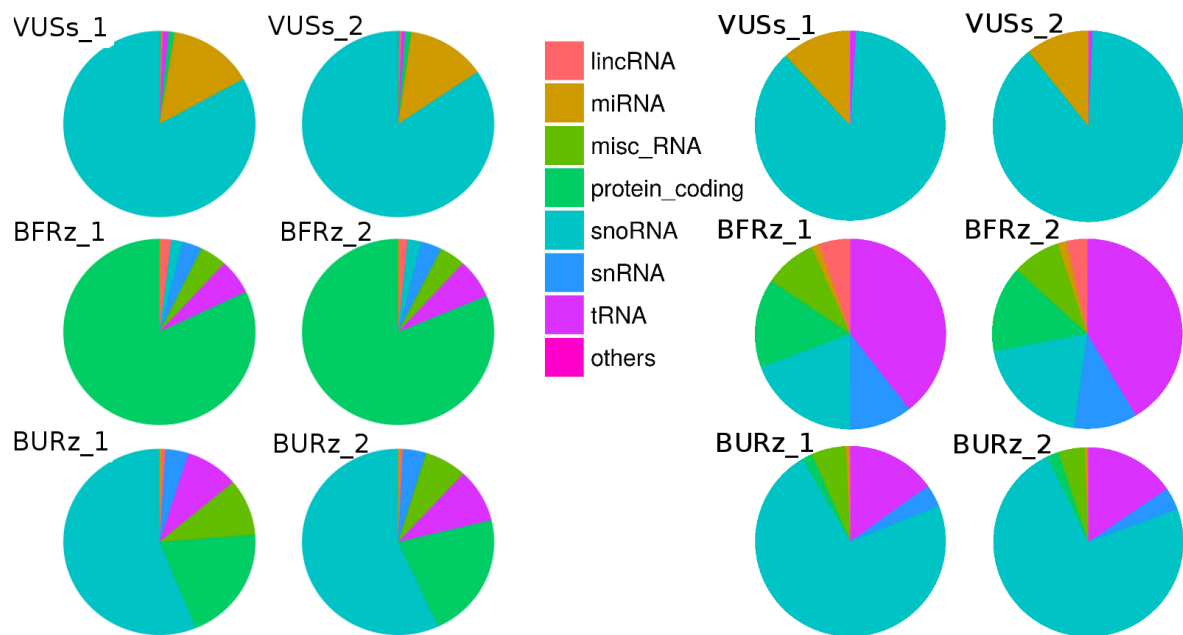 VUSs_1
VUSs_2
BFRz_1
BFRz_2
BURz_1
BURz_2
lincRNA
miRNA
misc_RNA
protein_coding
snoRNA
snRNA
tRNA
others
VUSs_1
VUSs_2
BFRz_1
BFRz_2
BURz_1
BURz_2